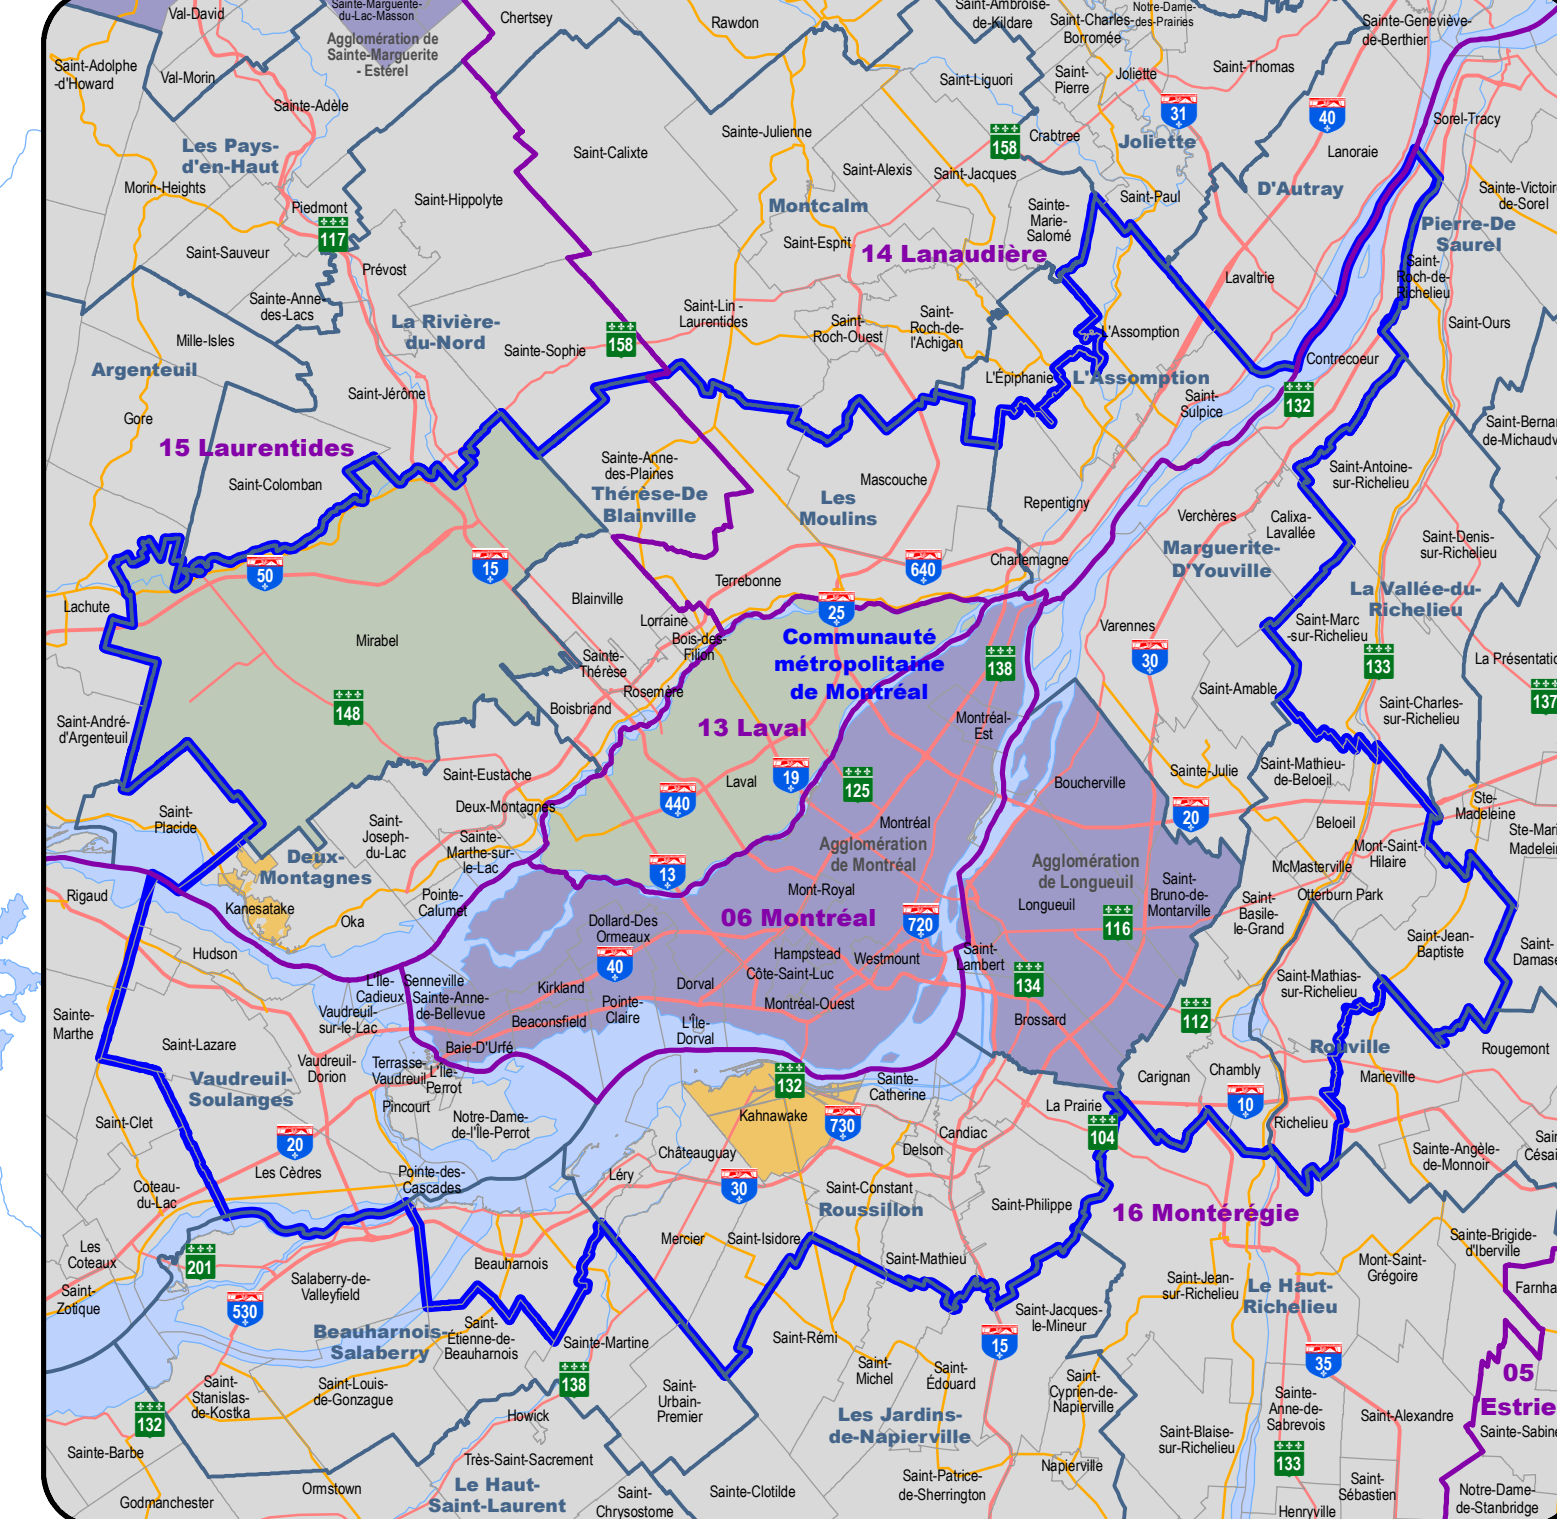 Val-David
Sainte-Marguerite-
du-Lac-Masson
Agglomération de
Sainte-Marguerite
- Estérel
Chertsey
Rawdon
Saint-Ambroise-
de-Kildare
Saint-Charles-
Borromée
Notre-Dame-
des-Prairies
Sainte-Geneviève-
de-Berthier
Saint-Adolphe
-d'Howard
Val-Morin
Sainte-Adèle
Saint-Liguori
Saint-
Pierre
Joliette
Saint-Thomas
31
40
Sorel-Tracy
Les Pays-
d'en-Haut
Sainte-Julienne
Saint-Calixte
158
Crabtree
Joliette
Lanoraie
Morin-Heights
Piedmont
117
Saint-Hippolyte
Saint-Alexis
Saint-Jacques
Montcalm
Sainte-
Marie-
Salomé
Saint-Paul
D'Autray
Sainte-Victoire
de-Sorel
Pierre-De
Saurel
Saint-Sauveur
Prévost
Saint-Esprit
14 Lanaudière
Lavaltrie
Saint-
Roch-de-
Richelieu
Sainte-Anne-
des-Lacs
La Rivière-
du-Nord
Saint-Lin -
Laurentides
Saint-
Roch-Ouest
Saint-
Roch-de-
l'Achigan
L'Assomption
Saint-Ours
Mille-Isles
Sainte-Sophie
158
Contrecoeur
Argenteuil
Saint-Jérôme
L'Épiphanie
L'Assomption
Saint-
Sulpice
132
Gore
15 Laurentides
Saint-Colomban
Sainte-Anne-
des-Plaines
Thérèse-De
Blainville
Mascouche
Les
Moulins
Repentigny
Verchères
Calixa-
Lavallée
Saint-Antoine-
sur-Richelieu
Saint-Denis-
sur-Richelieu
50
15
640
Charlemagne
Marguerite-
D'Youville
La Vallée-du-
Richelieu
Lachute
Mirabel
Blainville
Lorraine
Bois-des-
Filion
Terrebonne
25
Communauté
métropolitaine
de Montréal
138
Varennes
30
Saint-Marc
-sur-Richelieu
133
La Présentation
137
Sainte-
Thérèse
Rosemère
Boisbriand
148
Saint-André-
d'Argenteuil
13 Laval
Montréal-
Est
Saint-Amable
Saint-Charles-
sur-Richelieu
Saint-Eustache
Laval
19
125
440
Boucherville
Sainte-Julie
20
Saint-Mathieu-
de-Beloeil
Ste-
Madeleine
Deux-Montagnes
Saint-
Placide
Saint-
Joseph-
du-Lac
Sainte-
Marthe-sur-
le-Lac
Deux-
Montagnes
13
Montréal
Agglomération
de Montréal
Agglomération
de Longueuil
Beloeil
McMasterville
Mont-Saint-
Hilaire
Otterburn Park
Rigaud
Kanesatake
Oka
Pointe-
Calumet
Mont-Royal
06 Montréal
Dollard-Des
Ormeaux
720
Longueuil
116
Saint-
Bruno-de-
Montarville
Saint-
Basile-
le-Grand
Saint-Jean-
Baptiste
Hudson
40
Hampstead
Westmount
Côte-Saint-Luc
Saint-
Lambert
134
L'Île-
Cadieux
Senneville
Sainte-Anne-
de-Bellevue
Kirkland
Dorval
Pointe-
Claire
Montréal-Ouest
Saint-Mathias-
sur-Richelieu
Sainte-
Marthe
Vaudreuil-
sur-le-Lac
Beaconsfield
L'Île-
Dorval
Brossard
112
Saint-Lazare
Vaudreuil-
Dorion
Terrasse-
Vaudreuil
Baie-D'Urfé
L'Île-
Perrot
Rouville
Rougemont
Vaudreuil-
Soulanges
Pincourt
Notre-Dame-
de-l'Île-Perrot
132
Kahnawake
730
Sainte-
Catherine
Carignan
Chambly
10
Marieville
Richelieu
La Prairie
104
Saint-Clet
20
Les Cèdres
Pointe-des-
Cascades
Châteauguay
Léry
30
Candiac
Delson
Saint-Constant
Roussillon
Saint-Philippe
Sainte-Angèle-
de-Monnoir
Coteau-
du-Lac
16 Montérégie
Les
Coteaux
201
Beauharnois
Mercier
Saint-Isidore
Saint-Mathieu
Sainte-Brigide-
d'Iberville
Mont-Saint-
Grégoire
Saint-
Zotique
530
Salaberry-de-
Valleyfield
Saint-Jean-
sur-Richelieu
Le Haut-
Richelieu
Beauharnois-
Salaberry
Saint-
Étienne-de-
Beauharnois
Sainte-Martine
Saint-Rémi
Saint-Jacques-
le-Mineur
15
35
05
Estrie
138
Saint-
Michel
Saint-
Édouard
Saint-
Cyprien-de-
Napierville
Saint-
Stanislas-
de-Kostka
Saint-Louis-
de-Gonzague
Howick
Saint-
Urbain-
Premier
Les Jardins-
de-Napierville
Sainte-
Anne-de-
Sabrevois
Saint-Alexandre
132
Sainte-Barbe
Très-Saint-Sacrement
Saint-Blaise-
sur-Richelieu
133
Napierville
Godmanchester
Ormstown
Le Haut-
Saint-Laurent
Saint-
Chrysostome
Sainte-Clotilde
Saint-Patrice-
de-Sherrington
Henryville
Saint-
Sébastien
Notre-Dame-
de-Stanbridge